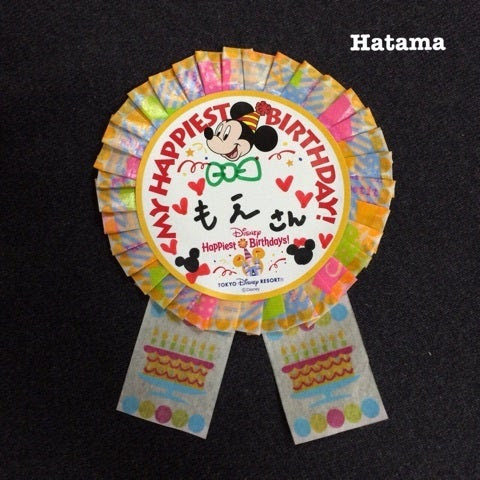 Hatama
MY HAPPIEST BIRTHDAY!
もえさん
Disney
Happiest Birthdays!
TOKYO Disney RESORT®
©Disney